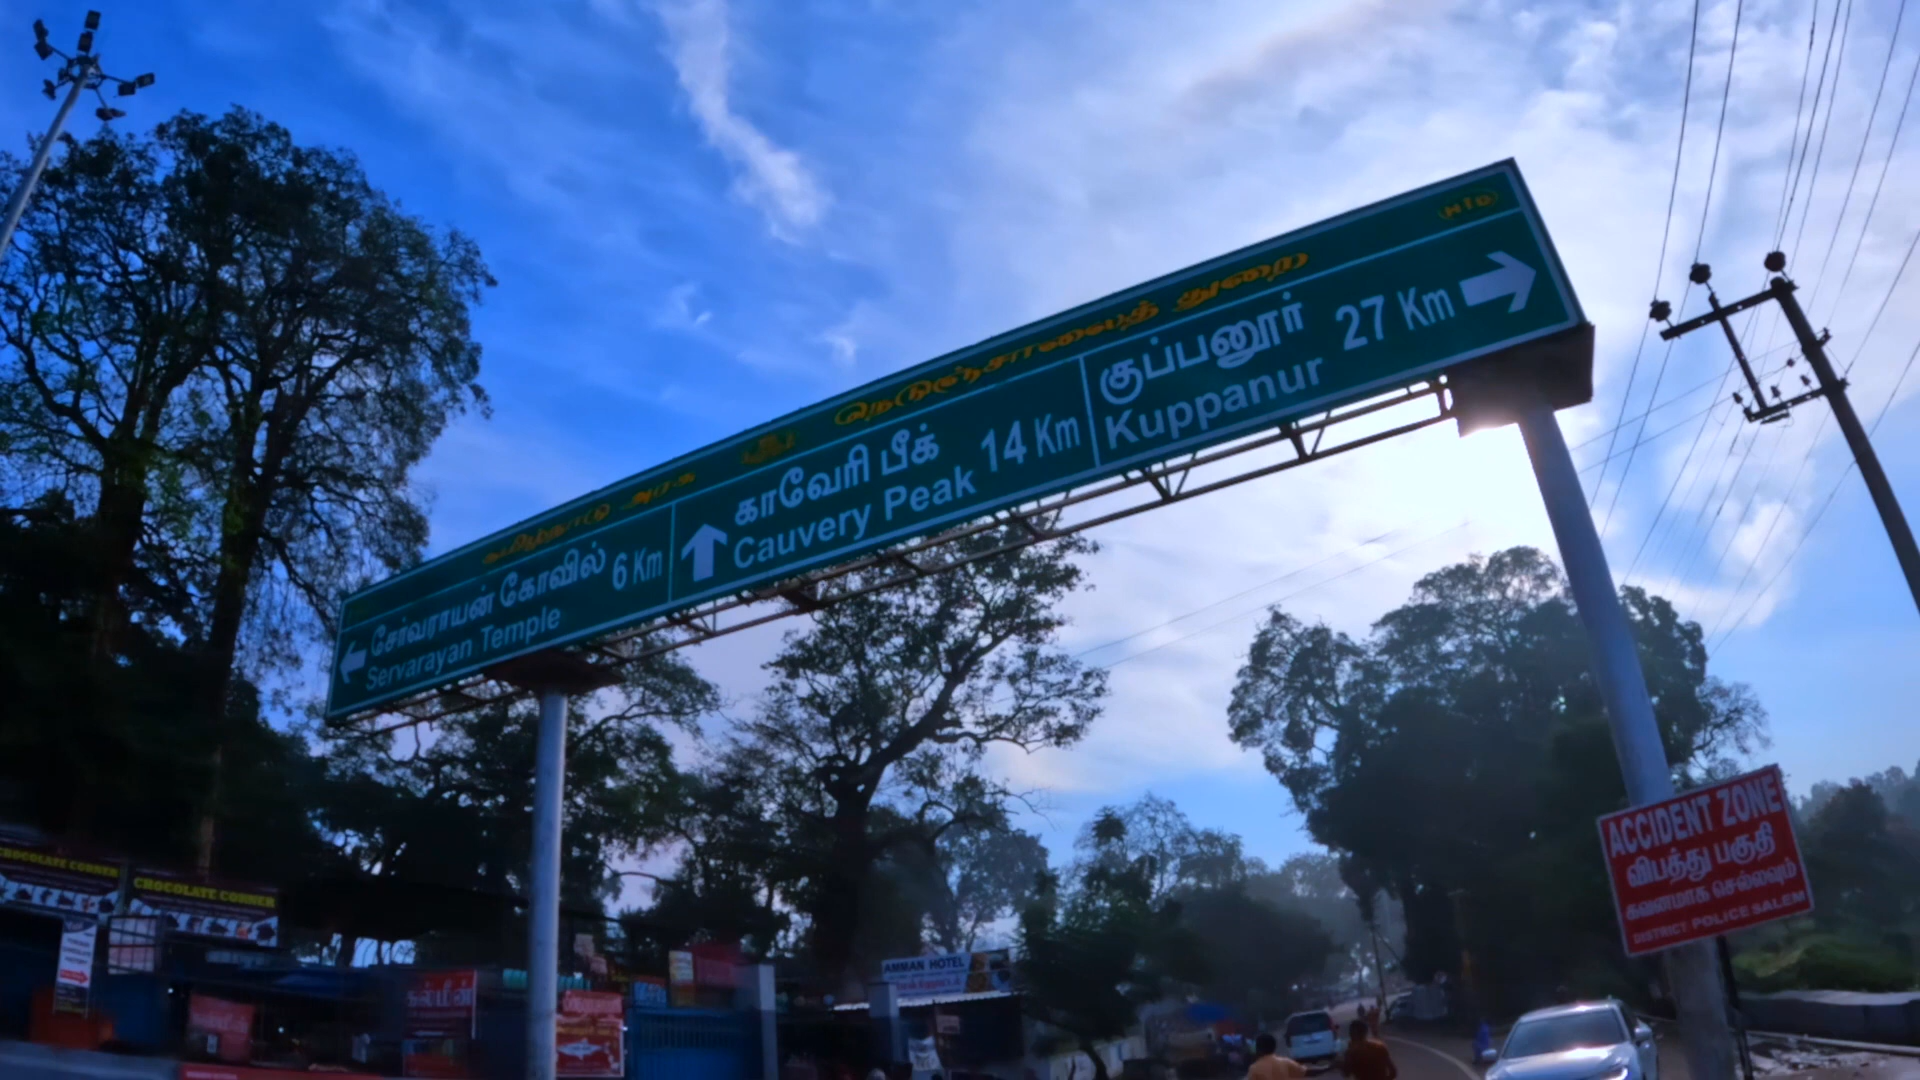 தமிழ்நாடு அரசு நெடுஞ்சாலைத் துறை
சேர்வராயன் கோவில் 6 Km
Servarayan Temple
காவேரி பீக் 14 Km
Cauvery Peak
குப்பனூர் 27 Km
Kuppanur
ACCIDENT ZONE
விபத்து பகுதி
கவனமாக செல்லவும்
DISTRICT POLICE SALEM
CHOCOLATE CORNER
CHOCOLATE CORNER
AMMAN HOTEL